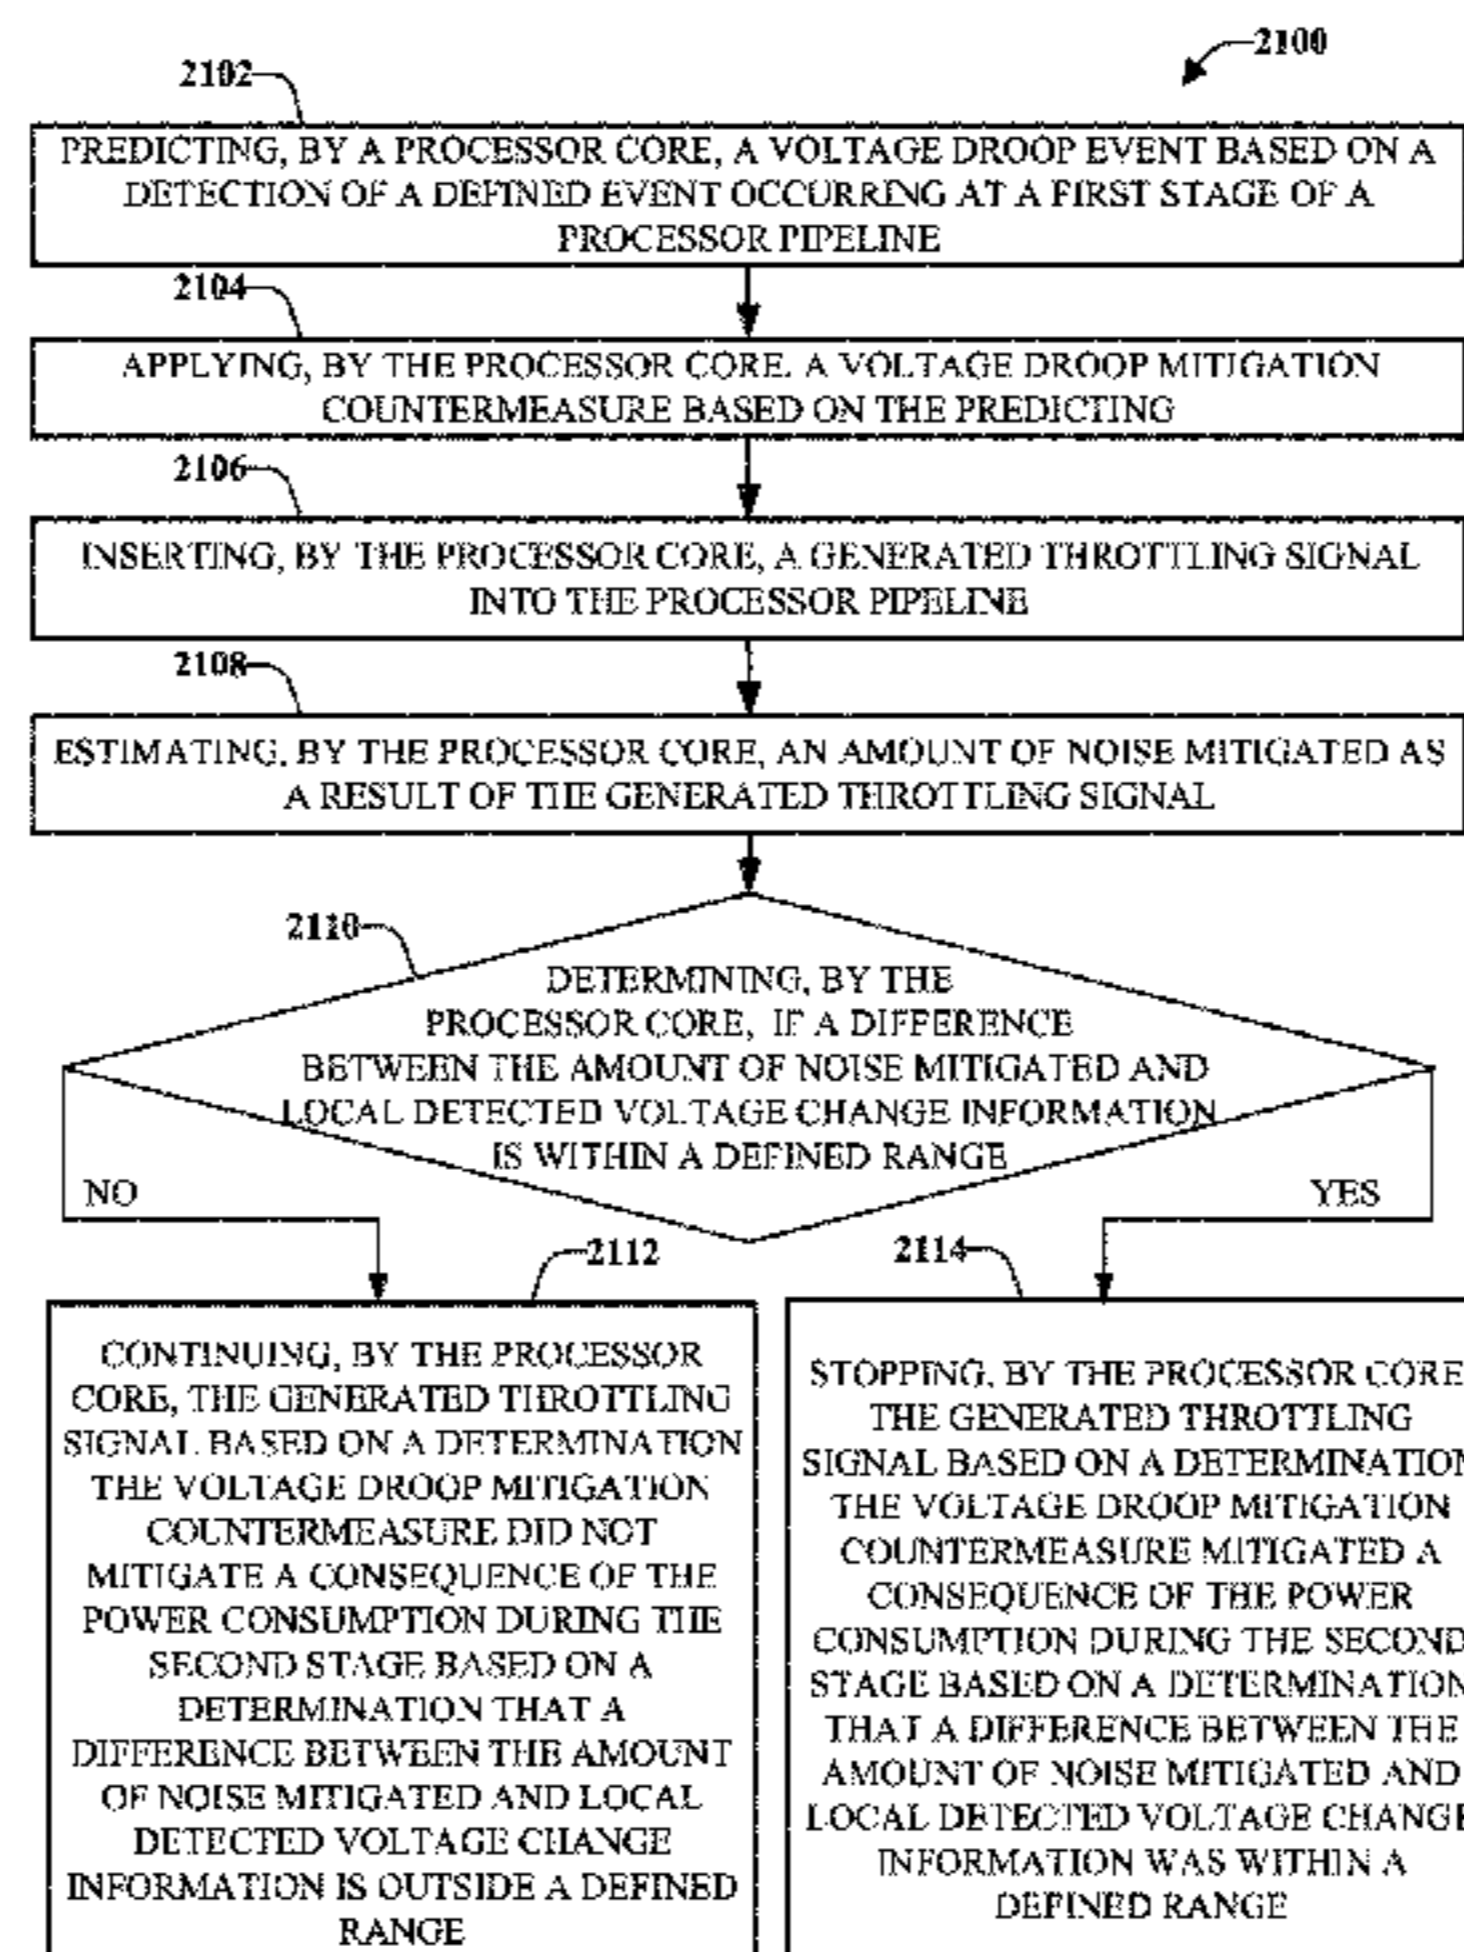 2100
2102
PREDICTING, BY A PROCESSOR CORE, A VOLTAGE DROOP EVENT BASED ON A
DETECTION OF A DEFINED EVENT OCCURRING AT A FIRST STAGE OF A
PROCESSOR PIPELINE
2104
APPLYING, BY THE PROCESSOR CORE, A VOLTAGE DROOP MITIGATION
COUNTERMEASURE BASED ON THE PREDICTING
2106
INSERTING, BY THE PROCESSOR CORE, A GENERATED THROTTLING SIGNAL
INTO THE PROCESSOR PIPELINE
2108
ESTIMATING, BY THE PROCESSOR CORE, AN AMOUNT OF NOISE MITIGATED AS
A RESULT OF THE GENERATED THROTTLING SIGNAL
2110
DETERMINING, BY THE
PROCESSOR CORE, IF A DIFFERENCE
BETWEEN THE AMOUNT OF NOISE MITIGATED AND
LOCAL DETECTED VOLTAGE CHANGE INFORMATION
IS WITHIN A DEFINED RANGE
NO
YES
2112
CONTINUING, BY THE PROCESSOR
CORE, THE GENERATED THROTTLING
SIGNAL BASED ON A DETERMINATION
THE VOLTAGE DROOP MITIGATION
COUNTERMEASURE DID NOT
MITIGATE A CONSEQUENCE OF THE
POWER CONSUMPTION DURING THE
SECOND STAGE BASED ON A
DETERMINATION THAT A
DIFFERENCE BETWEEN THE AMOUNT
OF NOISE MITIGATED AND LOCAL
DETECTED VOLTAGE CHANGE
INFORMATION IS OUTSIDE A DEFINED
RANGE
2114
STOPPING, BY THE PROCESSOR CORE
THE GENERATED THROTTLING
SIGNAL BASED ON A DETERMINATION
THE VOLTAGE DROOP MITIGATION
COUNTERMEASURE MITIGATED A
CONSEQUENCE OF THE POWER
CONSUMPTION DURING THE SECOND
STAGE BASED ON A DETERMINATION
THAT A DIFFERENCE BETWEEN THE
AMOUNT OF NOISE MITIGATED AND
LOCAL DETECTED VOLTAGE CHANGE
INFORMATION WAS WITHIN A
DEFINED RANGE